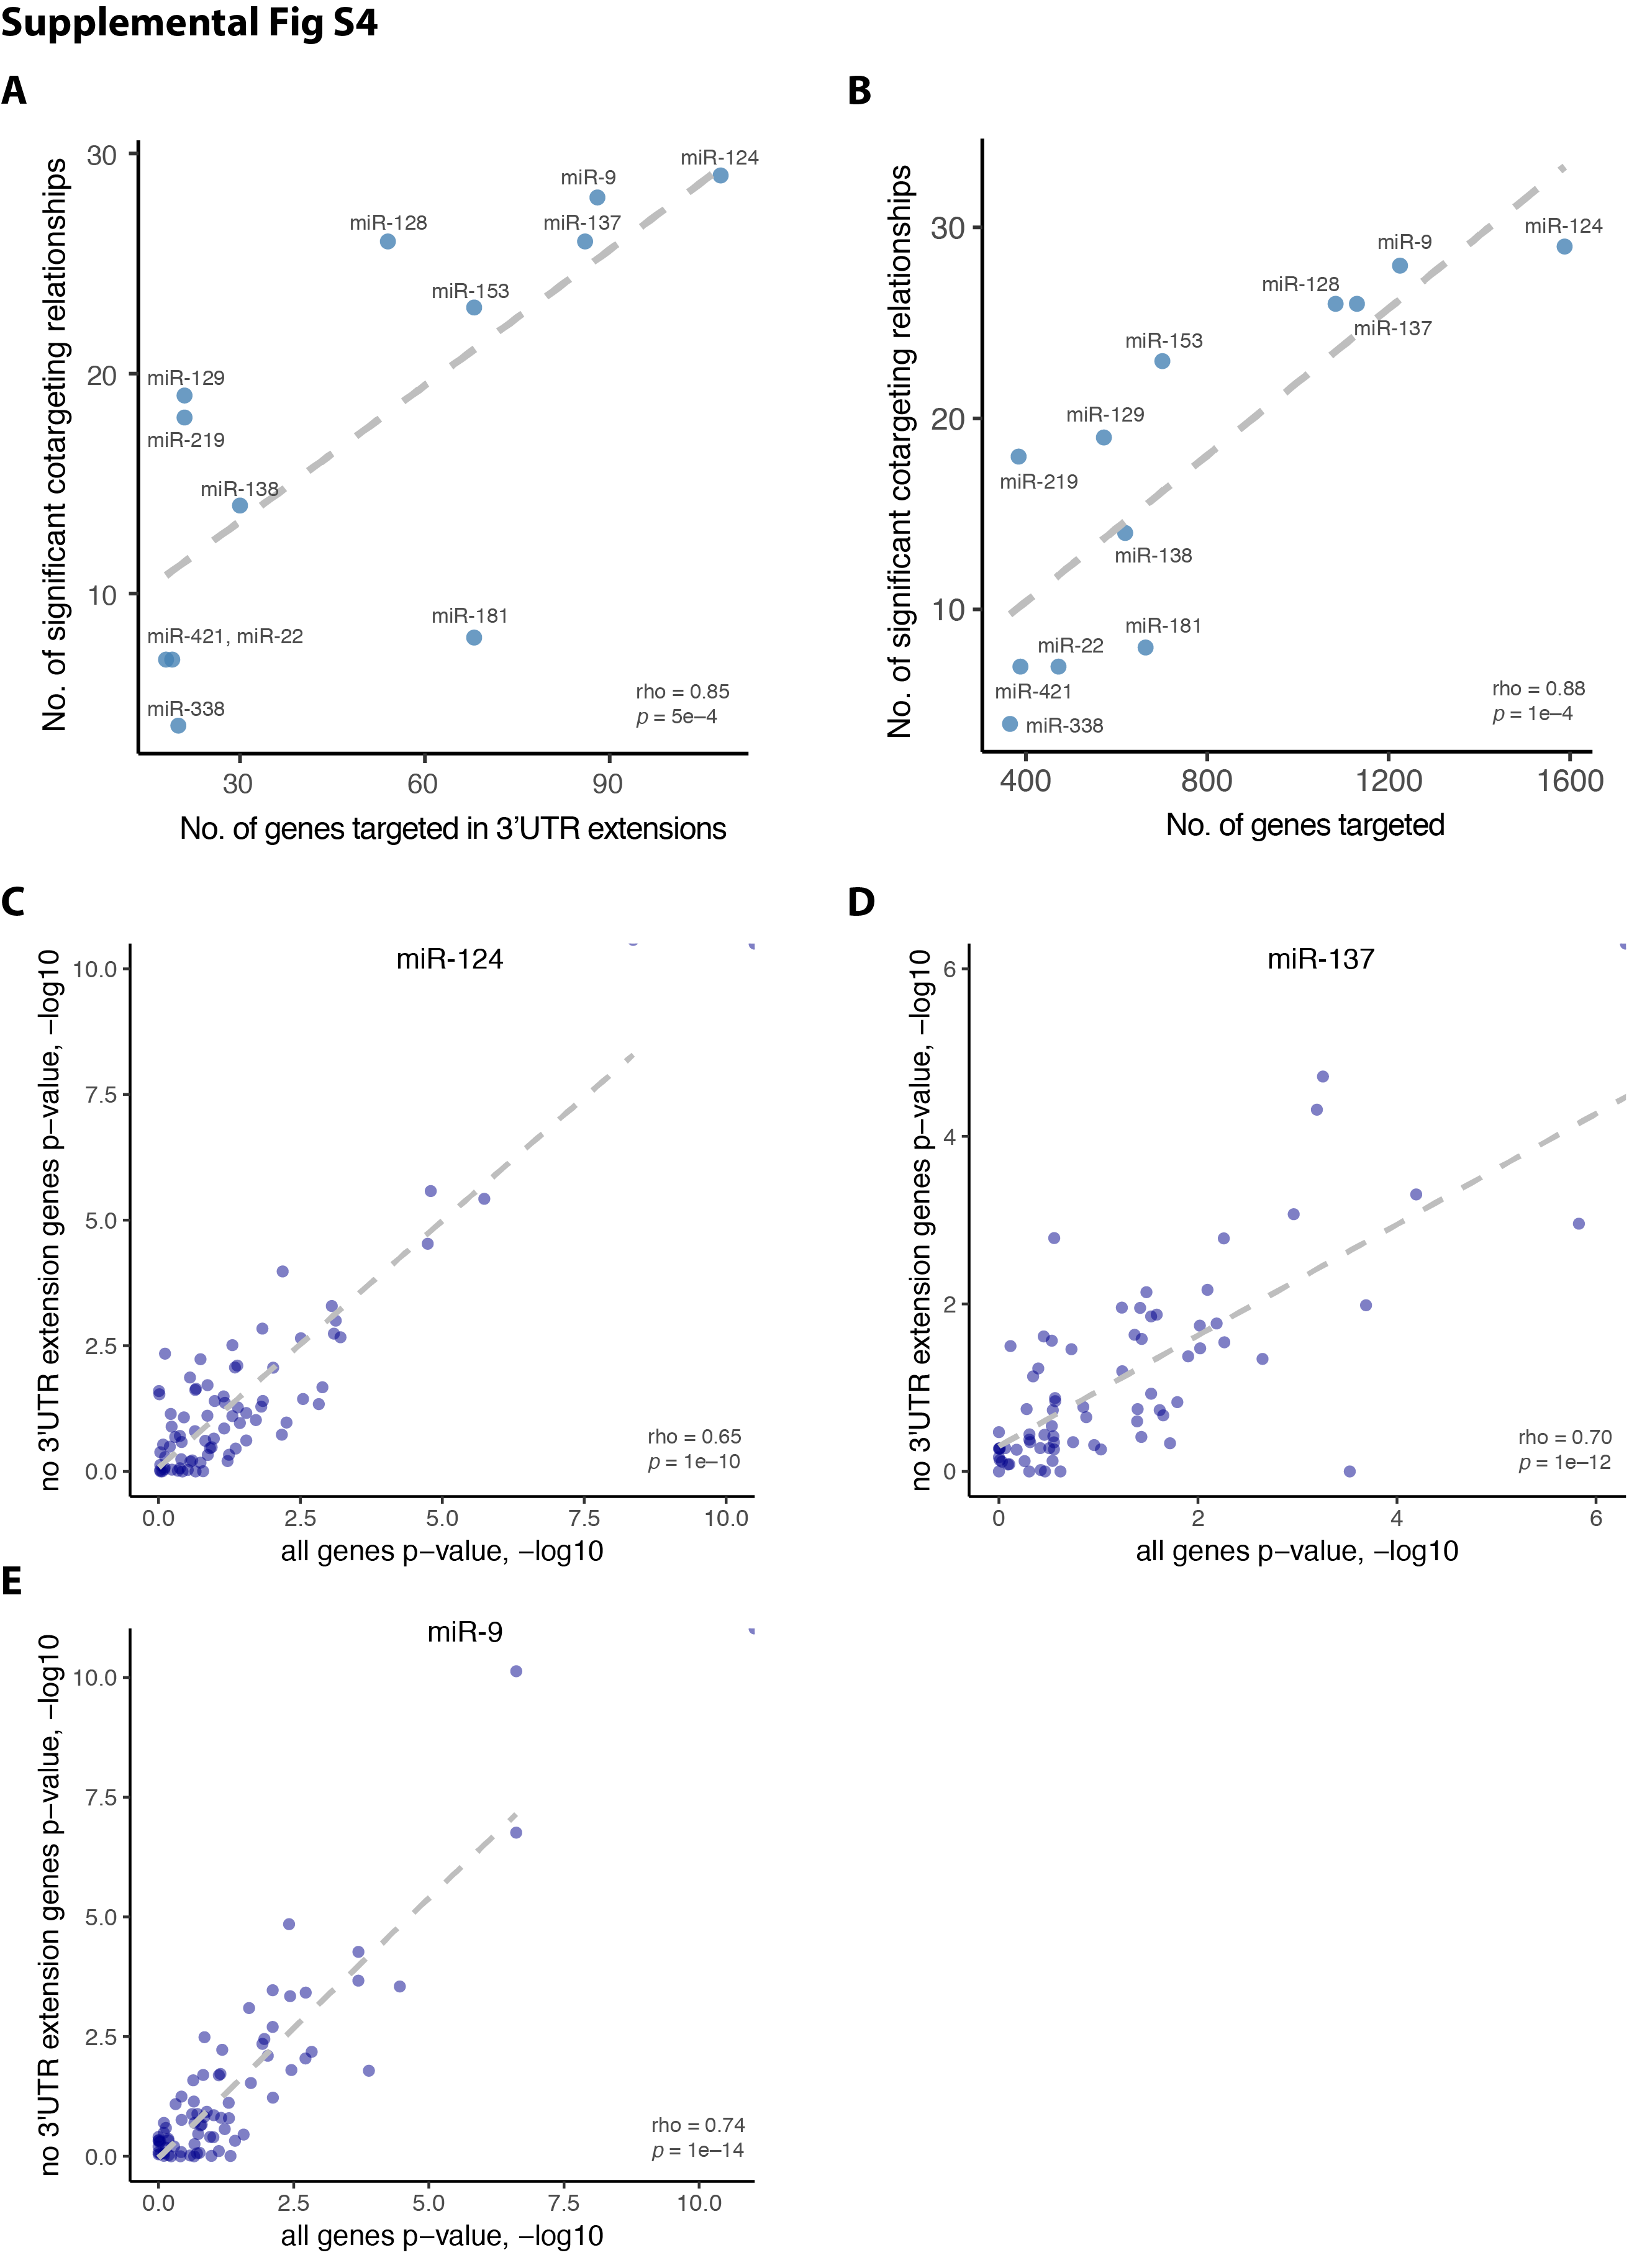 Supplemental Fig S4
A
No. of significant cotargeting relationships
30
20
10
miR-124
miR-9
miR-128
miR-137
miR-153
miR-129
miR-219
miR-138
miR-421, miR-22
miR-181
miR-338
rho = 0.85
p = 5e−4
30 60 90
No. of genes targeted in 3’UTR extensions
B
No. of significant cotargeting relationships
30
20
10
miR-124
miR-9
miR-128
miR-137
miR-153
miR-129
miR-219
miR-138
miR-181
miR-22
miR-421
miR-338
rho = 0.88
p = 1e−4
400 800 1200 1600
No. of genes targeted
C
miR-124
no 3'UTR extension genes p−value, −log10
10.0
7.5
5.0
2.5
0.0
rho = 0.65
p = 1e−10
0.0 2.5 5.0 7.5 10.0
all genes p−value, −log10
D
miR-137
no 3'UTR extension genes p−value, −log10
6
4
2
0
rho = 0.70
p = 1e−12
0 2 4 6
all genes p−value, −log10
E
miR-9
no 3'UTR extension genes p−value, −log10
10.0
7.5
5.0
2.5
0.0
rho = 0.74
p = 1e−14
0.0 2.5 5.0 7.5 10.0
all genes p−value, −log10